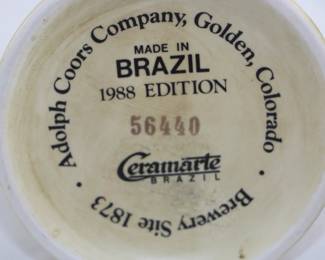 Adolph Coors Company, Golden, Colorado
MADE IN
BRAZIL
1988 EDITION
56440
Ceramarte
BRAZIL
• Brewery Site 1873 •